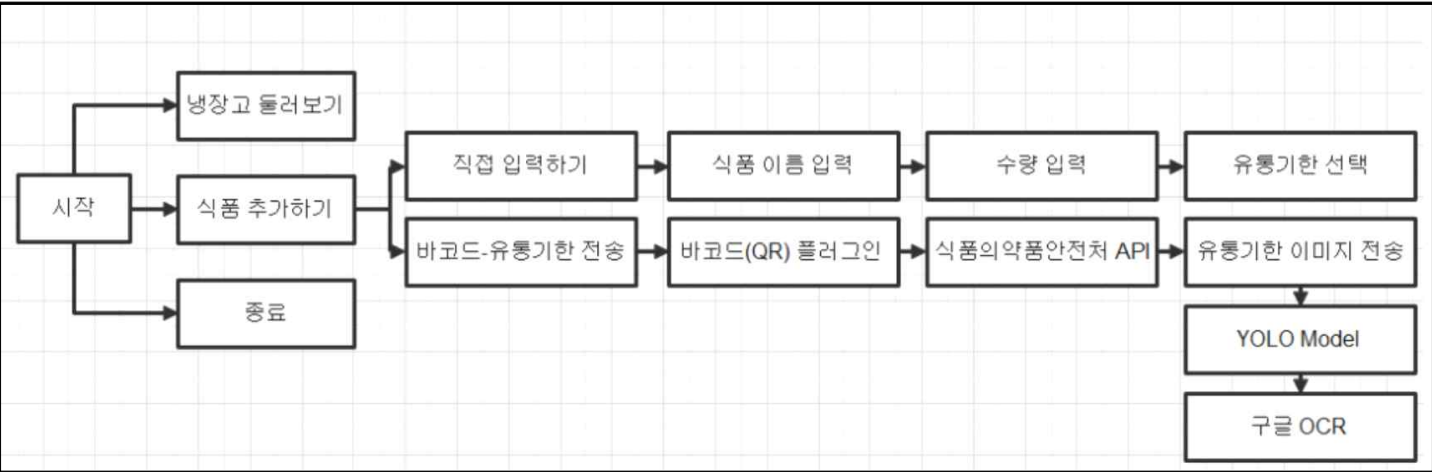 냉장고 둘러보기
시작
식품 추가하기
종료
직접 입력하기
식품 이름 입력
수량 입력
유통기한 선택
바코드-유통기한 전송
바코드(QR) 플러그인
식품의약품안전처 API
유통기한 이미지 전송
YOLO Model
구글 OCR